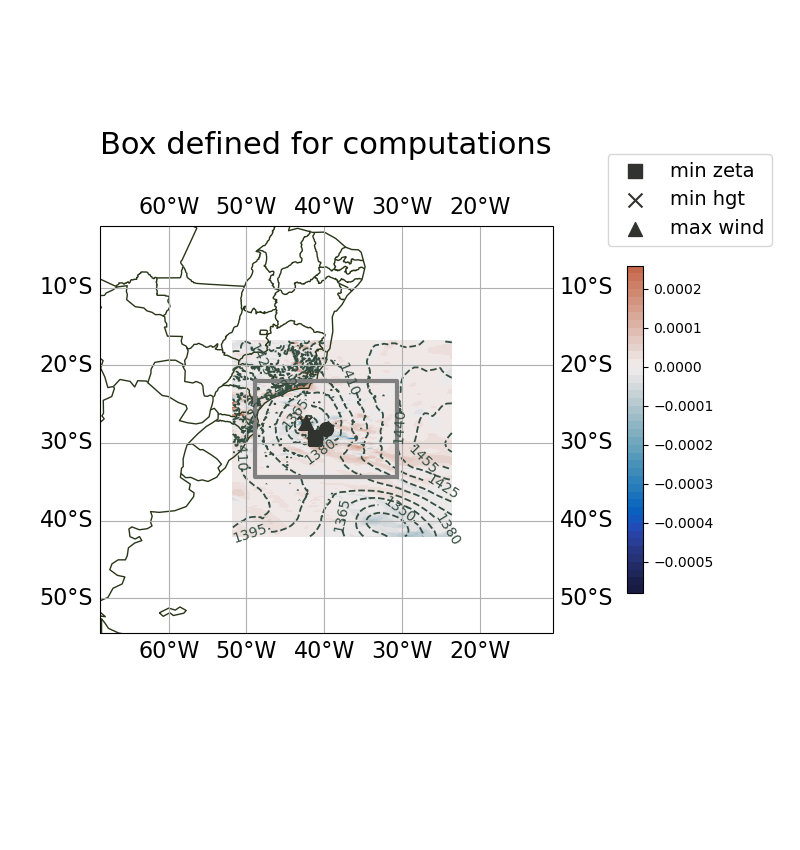 Box defined for computations
min zeta
min hgt
max wind
60°W 50°W 40°W 30°W 20°W
10°S 10°S
20°S 20°S
30°S 30°S
40°S 40°S
50°S 50°S
60°W 50°W 40°W 30°W 20°W
0.0002
0.0001
0.0000
−0.0001
−0.0002
−0.0003
−0.0004
−0.0005
1410
1365
1440
1380
1455
1425
1350
1365
1380
1395